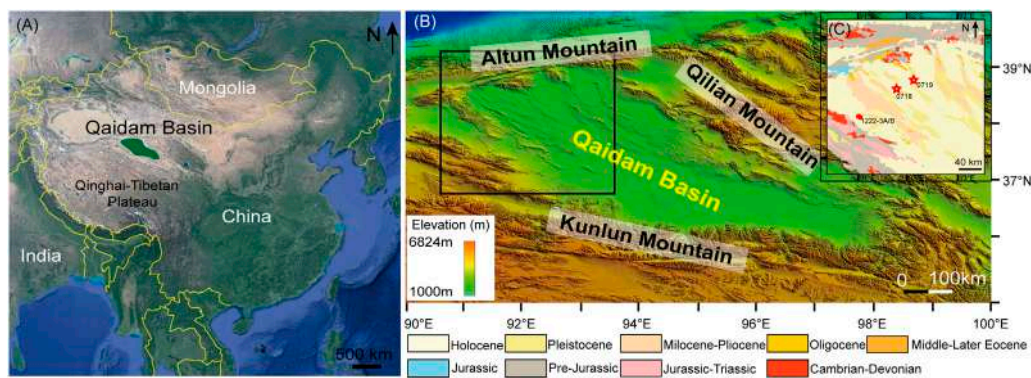 (A)
N
Mongolia
Qaidam Basin
Qinghai-Tibetan
Plateau
China
India
500 km
(B)
Altun Mountain
Qilian Mountain
Qaidam Basin
Kunlun Mountain
Elevation (m)
6824m
1000m
0 100km
90°E 92°E 94°E 96°E 98°E 100°E
39°N
37°N
(C)
N
0719
0718
1222-3A/B
40 km
Holocene Pleistocene Milocene-Pliocene Oligocene Middle-Later Eocene
Jurassic Pre-Jurassic Jurassic-Triassic Cambrian-Devonian